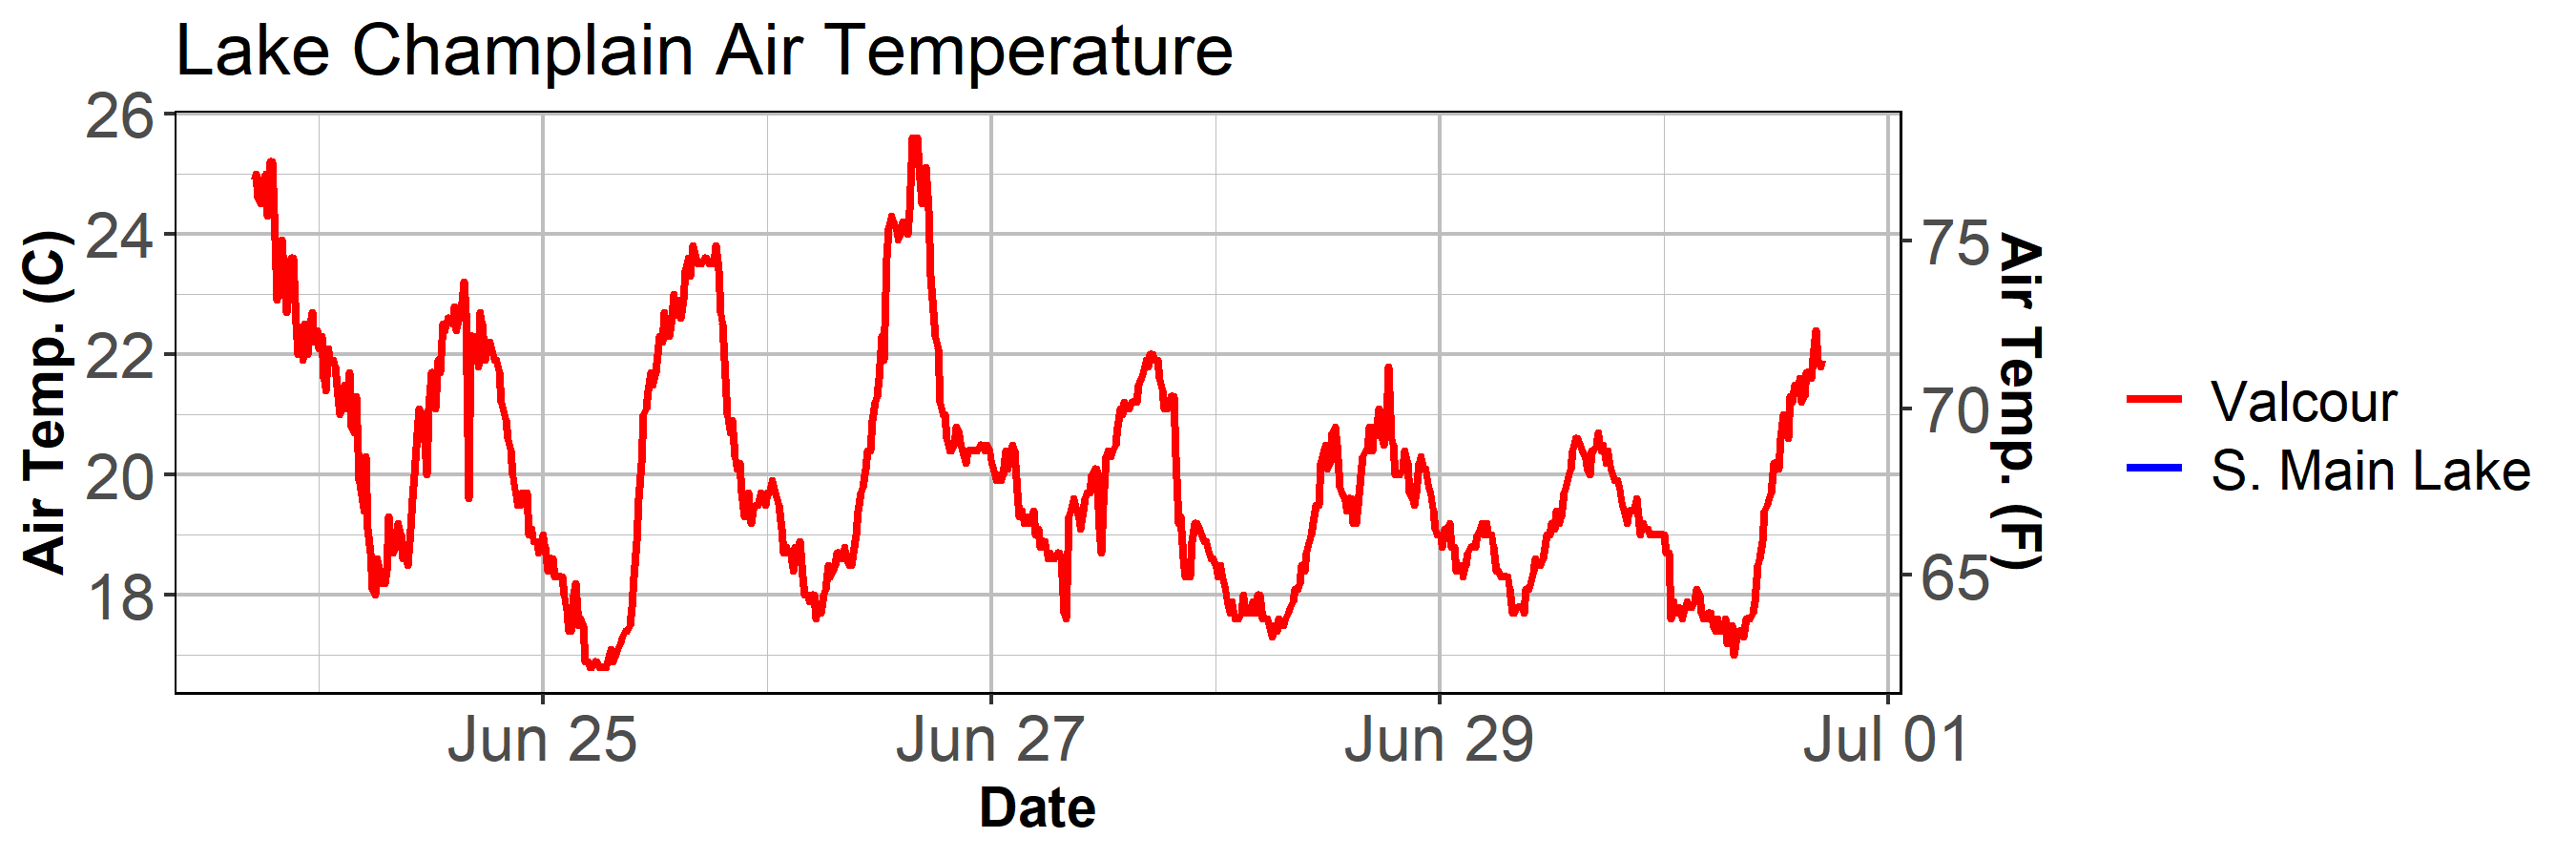 Lake Champlain Air Temperature
26
24
22
20
18
Air Temp. (C)
75
70
65
Air Temp. (F)
Jun 25
Jun 27
Jun 29
Jul 01
Date
Valcour
S. Main Lake